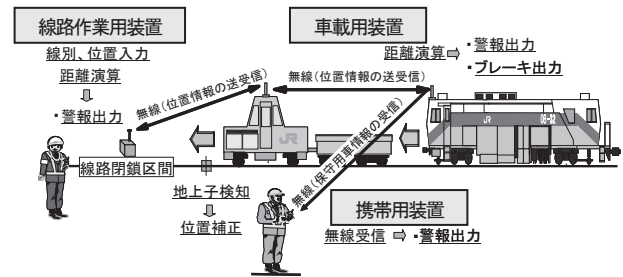 線路作業用装置
線別、位置入力
距離演算
・警報出力
車載用装置
距離演算 ・警報出力
・ブレーキ出力
無線(位置情報の送受信)
無線(位置情報の送受信)
無線(保守用車情報の受信)
JR
JR
08-32
線路閉鎖区間
地上子検知
位置補正
携帯用装置
無線受信 ・警報出力